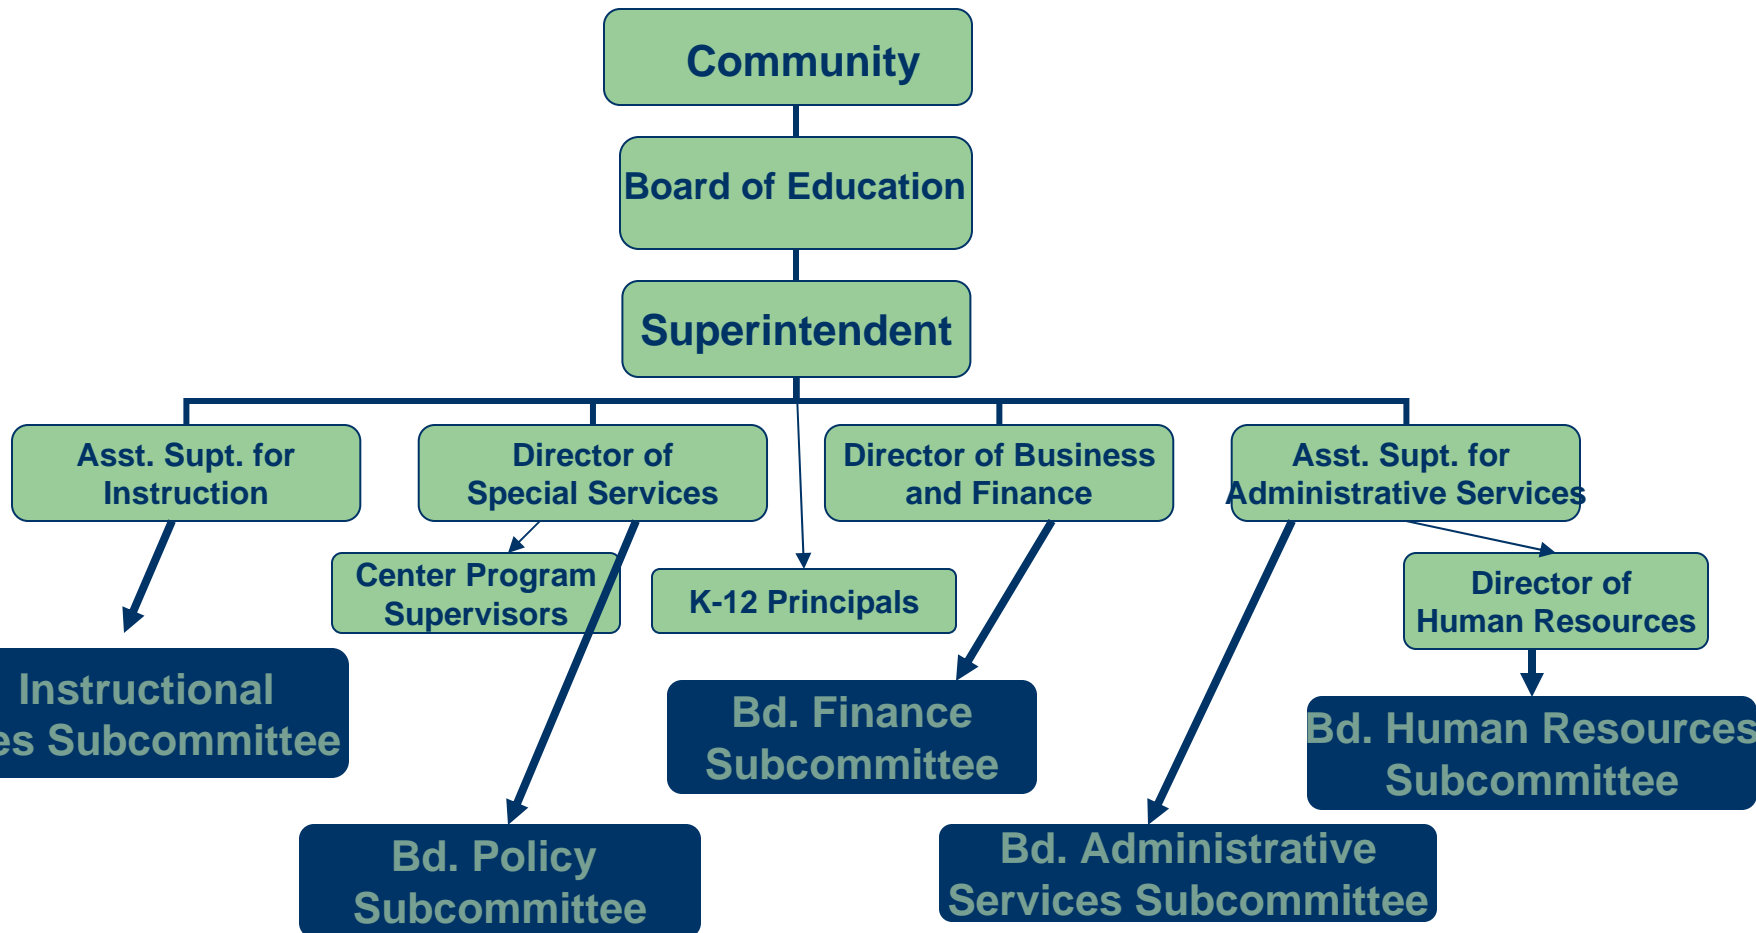 Community
Board of Education
Superintendent
Asst. Supt. for
Instruction
Director of
Special Services
Director of Business
and Finance
Asst. Supt. for
Administrative Services
Center Program
Supervisors
K-12 Principals
Director of
Human Resources
Instructional
es Subcommittee
Bd. Finance
Subcommittee
Bd. Human Resources
Subcommittee
Bd. Policy
Subcommittee
Bd. Administrative
Services Subcommittee